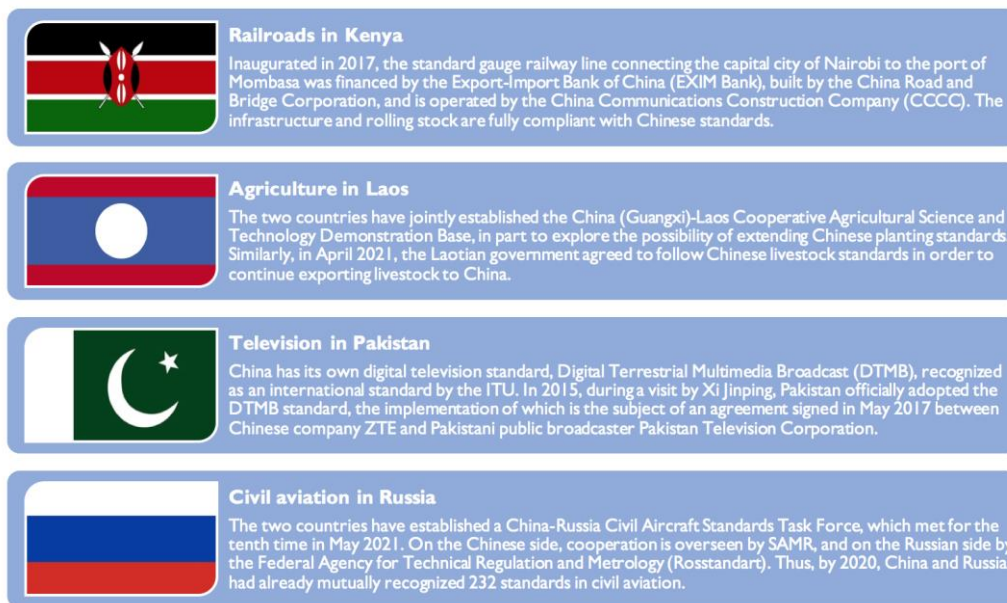 Railroads in Kenya
Inaugurated in 2017, the standard gauge railway line connecting the capital city of Nairobi to the port of
Mombasa was financed by the Export-Import Bank of China (EXIM Bank), built by the China Road and
Bridge Corporation, and is operated by the China Communications Construction Company (CCCC). The
infrastructure and rolling stock are fully compliant with Chinese standards.
Agriculture in Laos
The two countries have jointly established the China (Guangxi)-Laos Cooperative Agricultural Science and
Technology Demonstration Base, in part to explore the possibility of extending Chinese planting standards
Similarly, in April 2021, the Laotian government agreed to follow Chinese livestock standards in order to
continue exporting livestock to China.
Television in Pakistan
China has its own digital television standard, Digital Terrestrial Multimedia Broadcast (DTMB), recognized
as an international standard by the ITU. In 2015, during a visit by Xi Jinping, Pakistan officially adopted the
DTMB standard, the implementation of which is the subject of an agreement signed in May 2017 between
Chinese company ZTE and Pakistani public broadcaster Pakistan Television Corporation.
Civil aviation in Russia
The two countries have established a China-Russia Civil Aircraft Standards Task Force, which met for the
tenth time in May 2021. On the Chinese side, cooperation is overseen by SAMR, and on the Russian side by
the Federal Agency for Technical Regulation and Metrology (Rosstandart). Thus, by 2020, China and Russia
had already mutually recognized 232 standards in civil aviation.